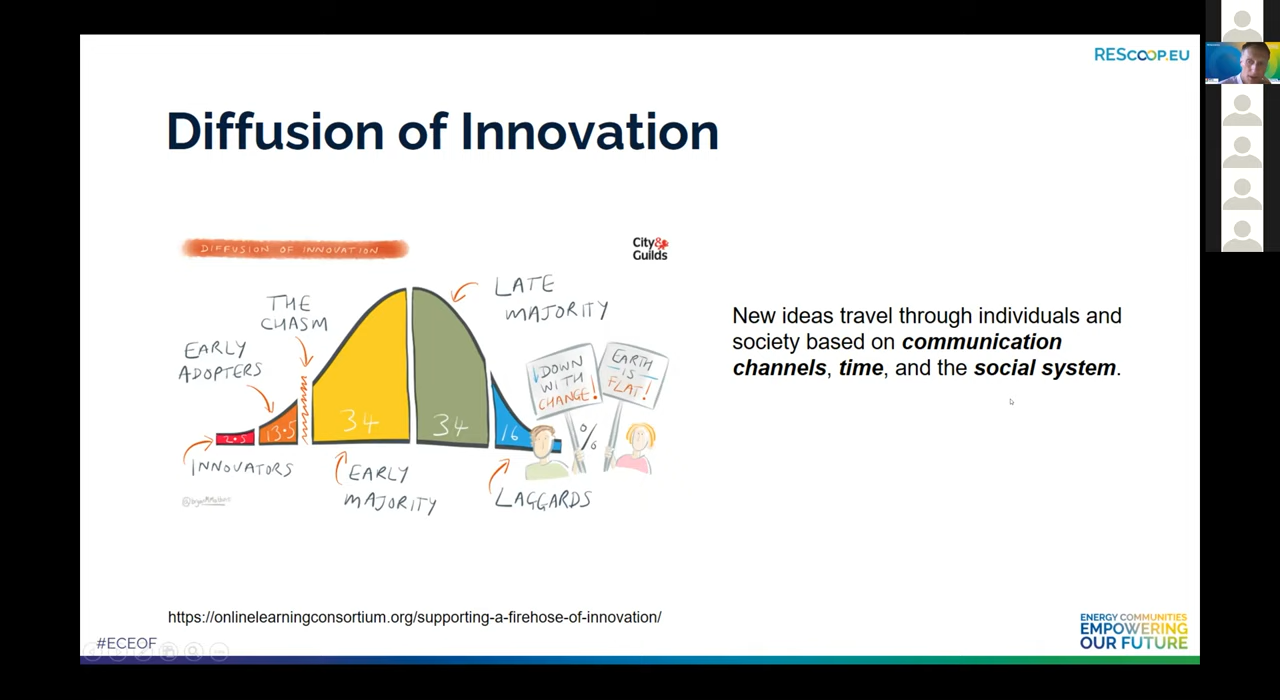 RESCOOP.EU
Diffusion of Innovation
DIFFUSION OF INNOVATION
City&
Guilds
THE
CHASM
LATE
MAJORITY
EARLY
ADOPTERS
DOWN
WITH
CHANGE!
EARTH
IS
FLAT!
2.5
13.5
34
34
16
%
INNOVATORS
EARLY
MAJORITY
LAGGARDS
New ideas travel through individuals and
society based on communication
channels, time, and the social system.
https://onlinelearningconsortium.org/supporting-a-firehose-of-innovation/
#ECEOF
ENERGY COMMUNITIES
EMPOWERING
OUR FUTURE